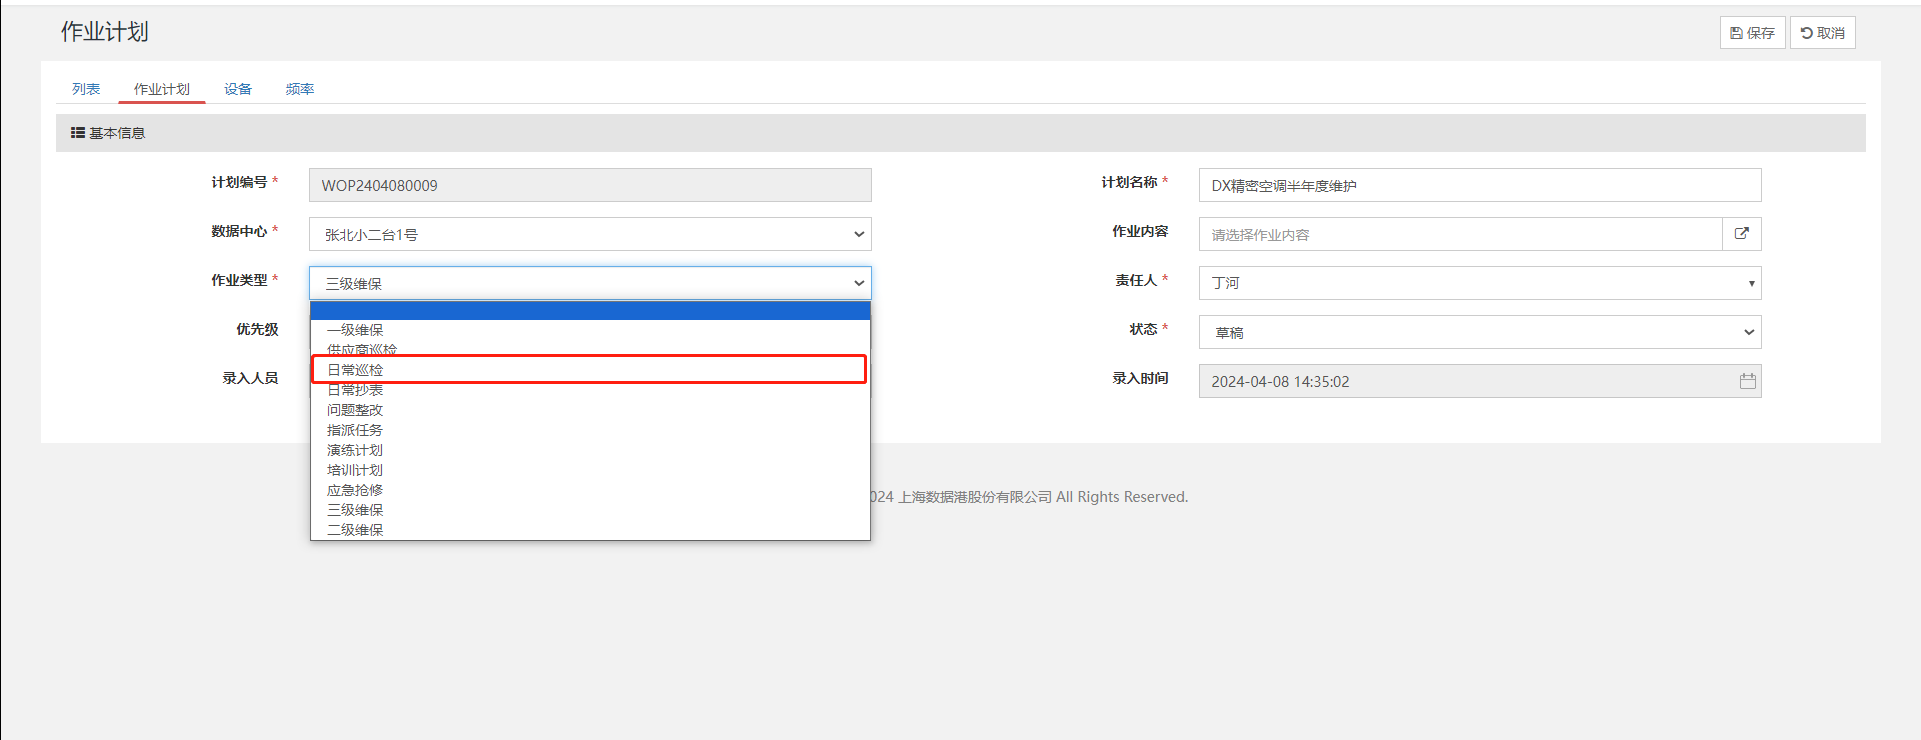 作业计划
保存 取消
列表 作业计划 设备 频率
基本信息
计划编号 * WOP2404080009 计划名称 * DX精密空调半年度维护
数据中心 * 张北小二台1号 作业内容 请选择作业内容
作业类型 * 三级维保 责任人 * 丁河
优先级 状态 * 草稿
录入人员 录入时间 2024-04-08 14:35:02
一级维保
供应商巡检
日常巡检
日常抄表
问题整改
指派任务
演练计划
培训计划
应急抢修
三级维保
二级维保
024 上海数据港股份有限公司 All Rights Reserved.